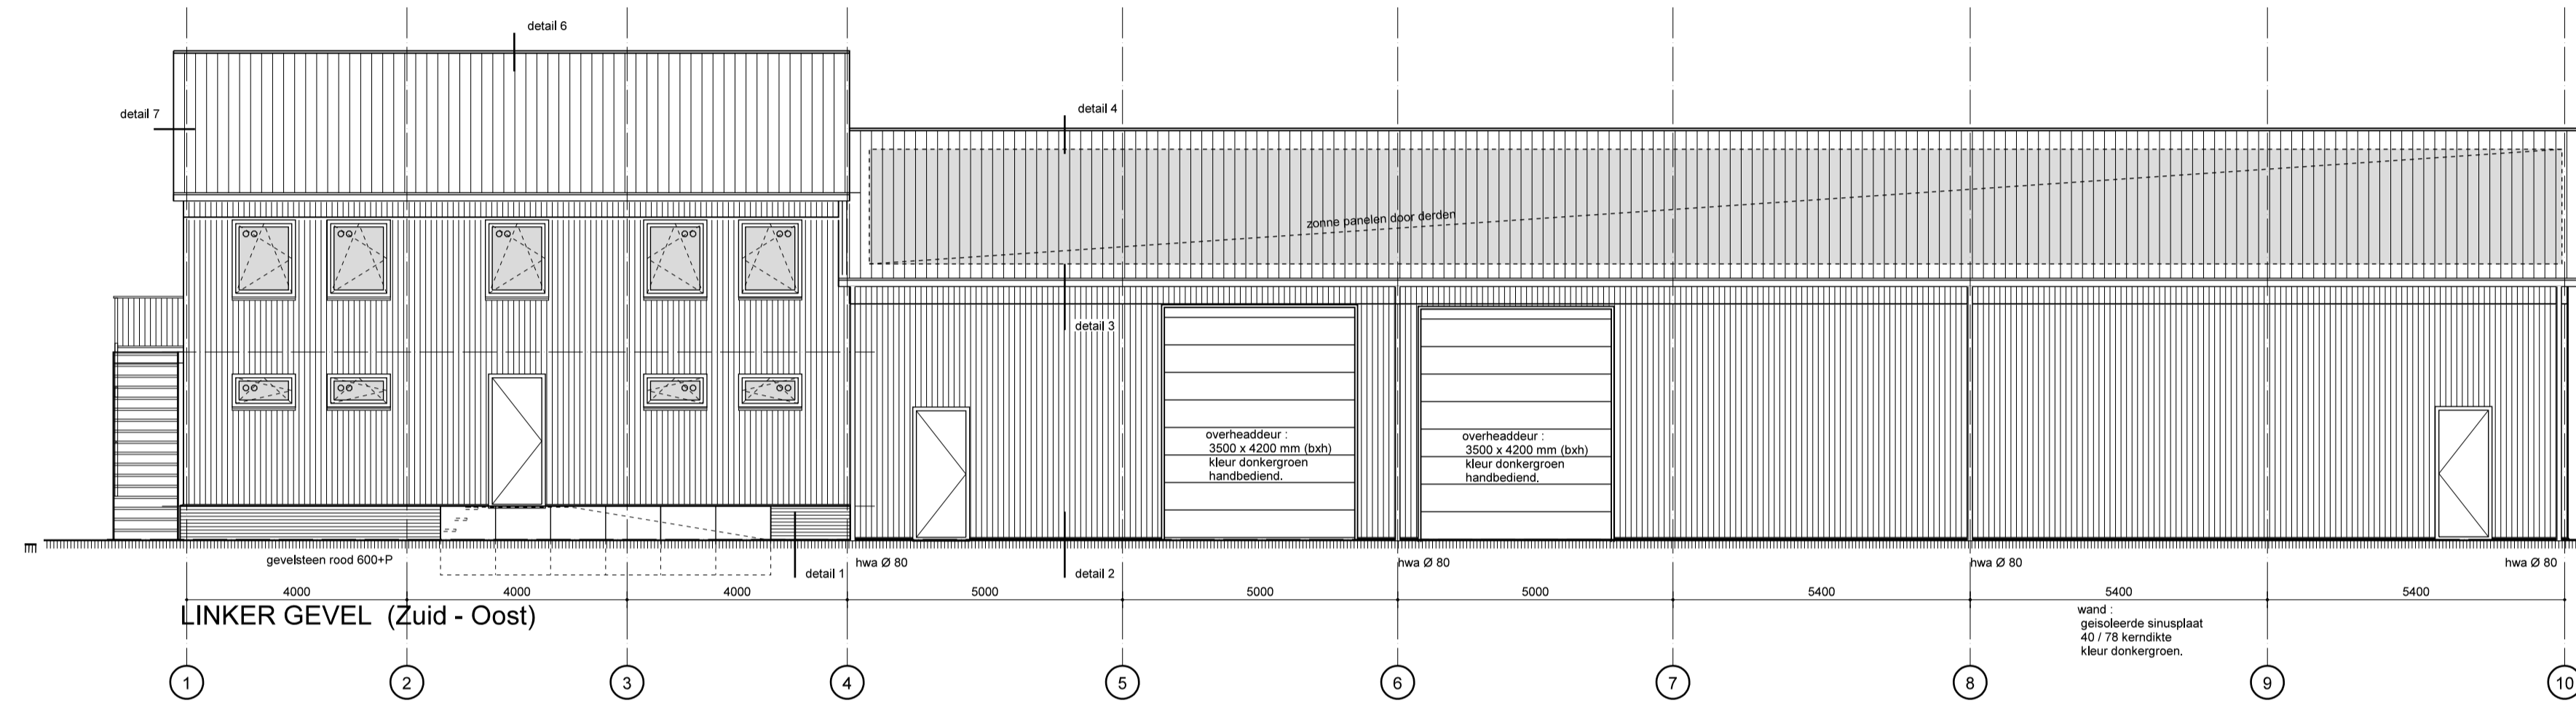 detail 6
detail 7
detail 4
zonne panelen door derden
detail 3
overheaddeur :
3500 x 4200 mm (bxh)
kleur donkergroen
handbediend.
overheaddeur :
3500 x 4200 mm (bxh)
kleur donkergroen
handbediend.
gevelsteen rood 600+P
detail 1
hwa Ø 80
detail 2
hwa Ø 80
hwa Ø 80
hwa Ø 80
4000
4000
4000
5000
5000
5000
5400
5400
5400
LINKER GEVEL (Zuid - Oost)
wand :
geisoleerde sinusplaat
40 / 78 kerndikte
kleur donkergroen.
1
2
3
4
5
6
7
8
9
10